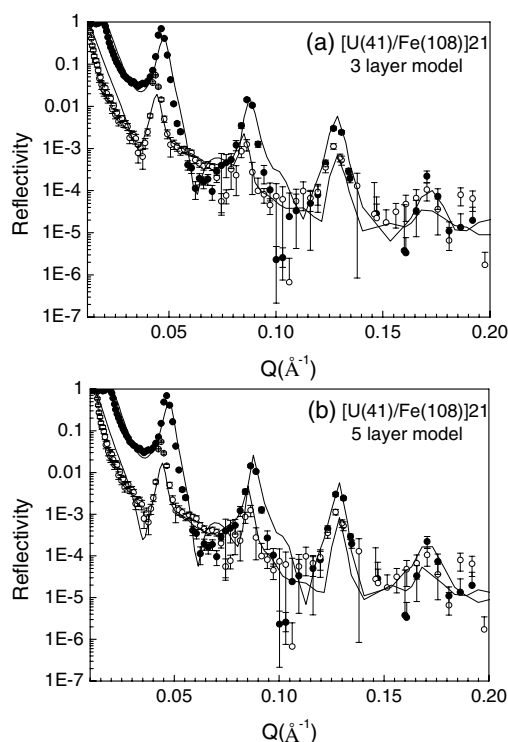 (a) [U(41)/Fe(108)]21
3 layer model
Reflectivity
1
0.1
0.01
1E-3
1E-4
1E-5
1E-6
1E-7
0.05 0.10 0.15 0.20
Q(Å⁻¹)
(b) [U(41)/Fe(108)]21
5 layer model
Reflectivity
1
0.1
0.01
1E-3
1E-4
1E-5
1E-6
1E-7
0.05 0.10 0.15 0.20
Q(Å⁻¹)